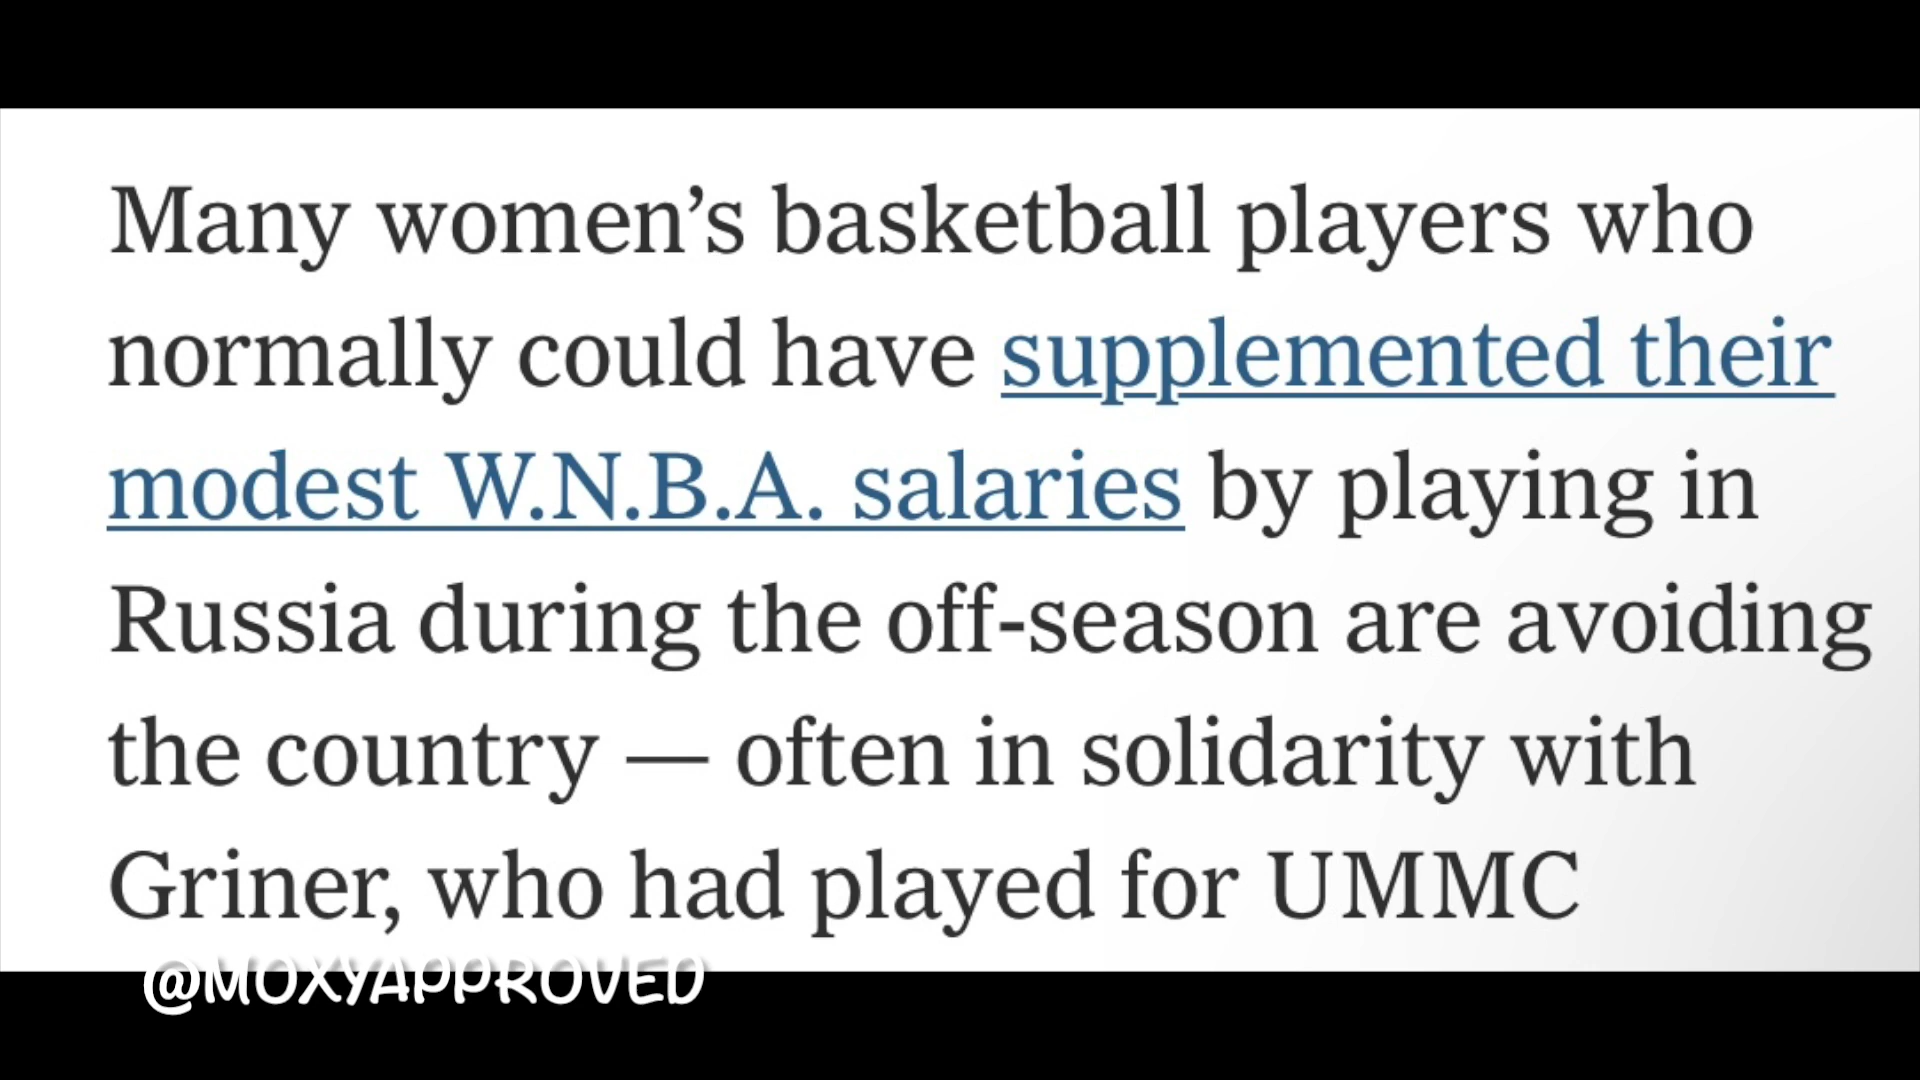 Many women’s basketball players who
normally could have supplemented their
modest W.N.B.A. salaries by playing in
Russia during the off-season are avoiding
the country — often in solidarity with
Griner, who had played for UMMC
@MOXYAPPROVED